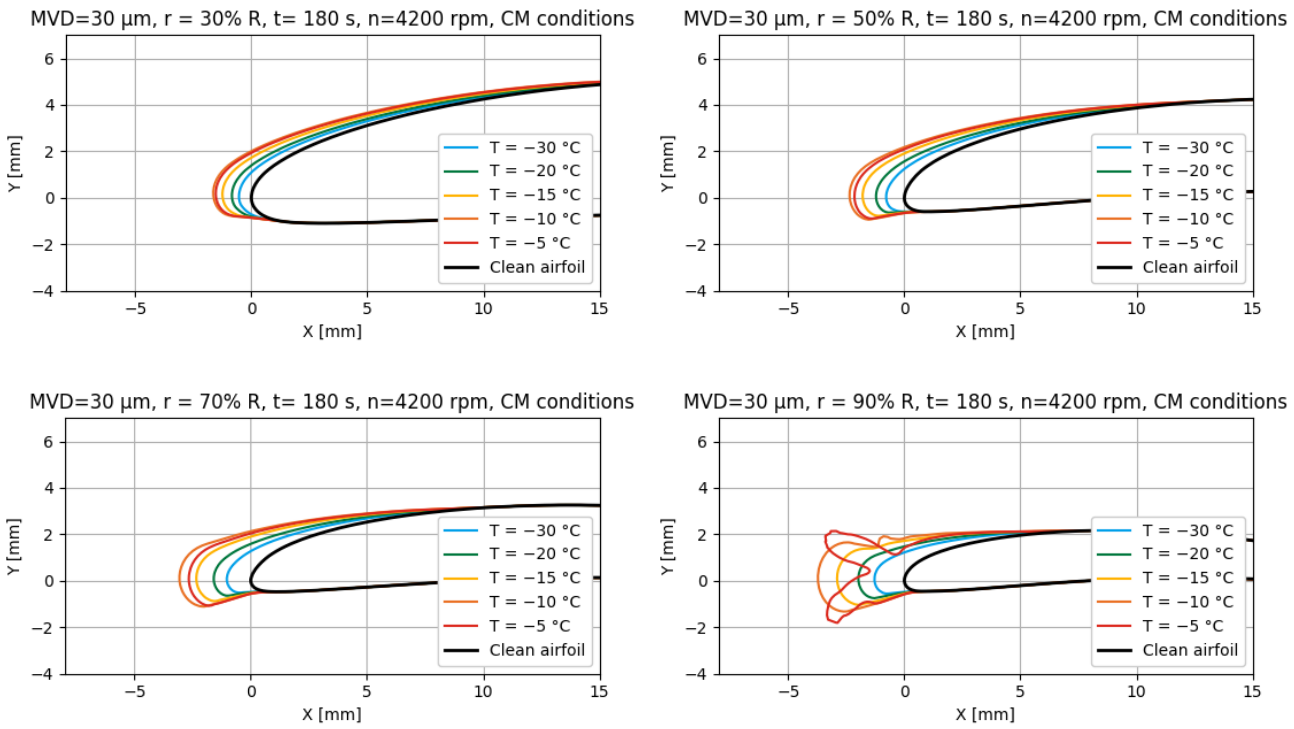 MVD=30 μm, r = 30% R, t= 180 s, n=4200 rpm, CM conditions
6
4
2
0
−2
−4
Y [mm]
−5
0
5
10
15
X [mm]
T = −30 °C
T = −20 °C
T = −15 °C
T = −10 °C
T = −5 °C
Clean airfoil
MVD=30 μm, r = 50% R, t= 180 s, n=4200 rpm, CM conditions
6
4
2
0
−2
−4
Y [mm]
−5
0
5
10
15
X [mm]
T = −30 °C
T = −20 °C
T = −15 °C
T = −10 °C
T = −5 °C
Clean airfoil
MVD=30 μm, r = 70% R, t= 180 s, n=4200 rpm, CM conditions
6
4
2
0
−2
−4
Y [mm]
−5
0
5
10
15
X [mm]
T = −30 °C
T = −20 °C
T = −15 °C
T = −10 °C
T = −5 °C
Clean airfoil
MVD=30 μm, r = 90% R, t= 180 s, n=4200 rpm, CM conditions
6
4
2
0
−2
−4
Y [mm]
−5
0
5
10
15
X [mm]
T = −30 °C
T = −20 °C
T = −15 °C
T = −10 °C
T = −5 °C
Clean airfoil